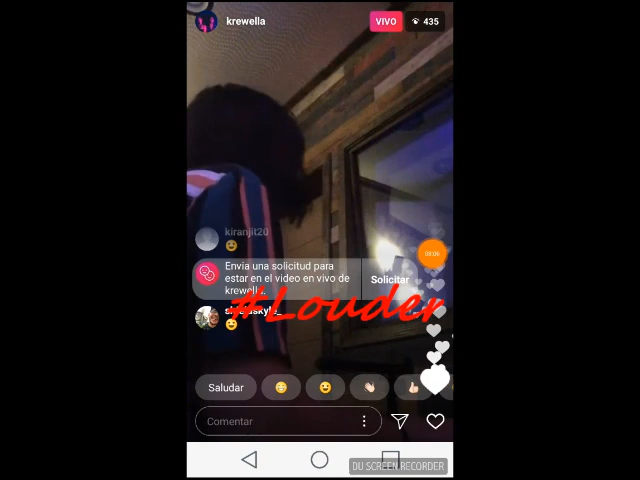 krewella
VIVO
435
kiranjit20
Envía una solicitud para
estar en el video en vivo de
krewella.
Solicitar
#Louder
Saludar
Comentar
DU SCREEN RECORDER